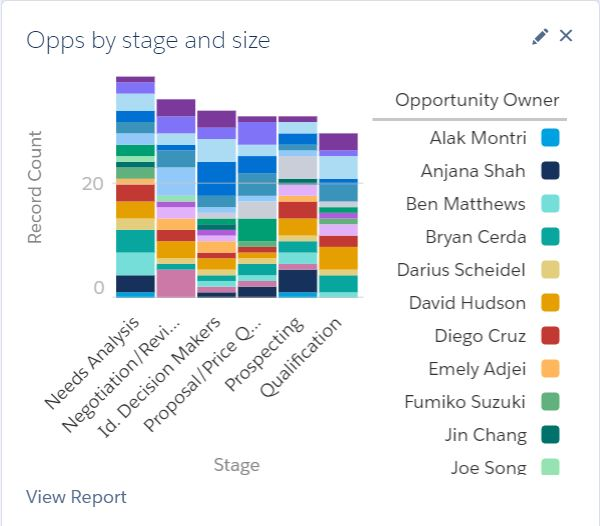 Opps by stage and size
Record Count
20
0
Needs Analysis
Negotiation/Revi...
Id. Decision Makers
Proposal/Price Q...
Prospecting
Qualification
Stage
Opportunity Owner
Alak Montri
Anjana Shah
Ben Matthews
Bryan Cerda
Darius Scheidel
David Hudson
Diego Cruz
Emely Adjei
Fumiko Suzuki
Jin Chang
Joe Song
View Report